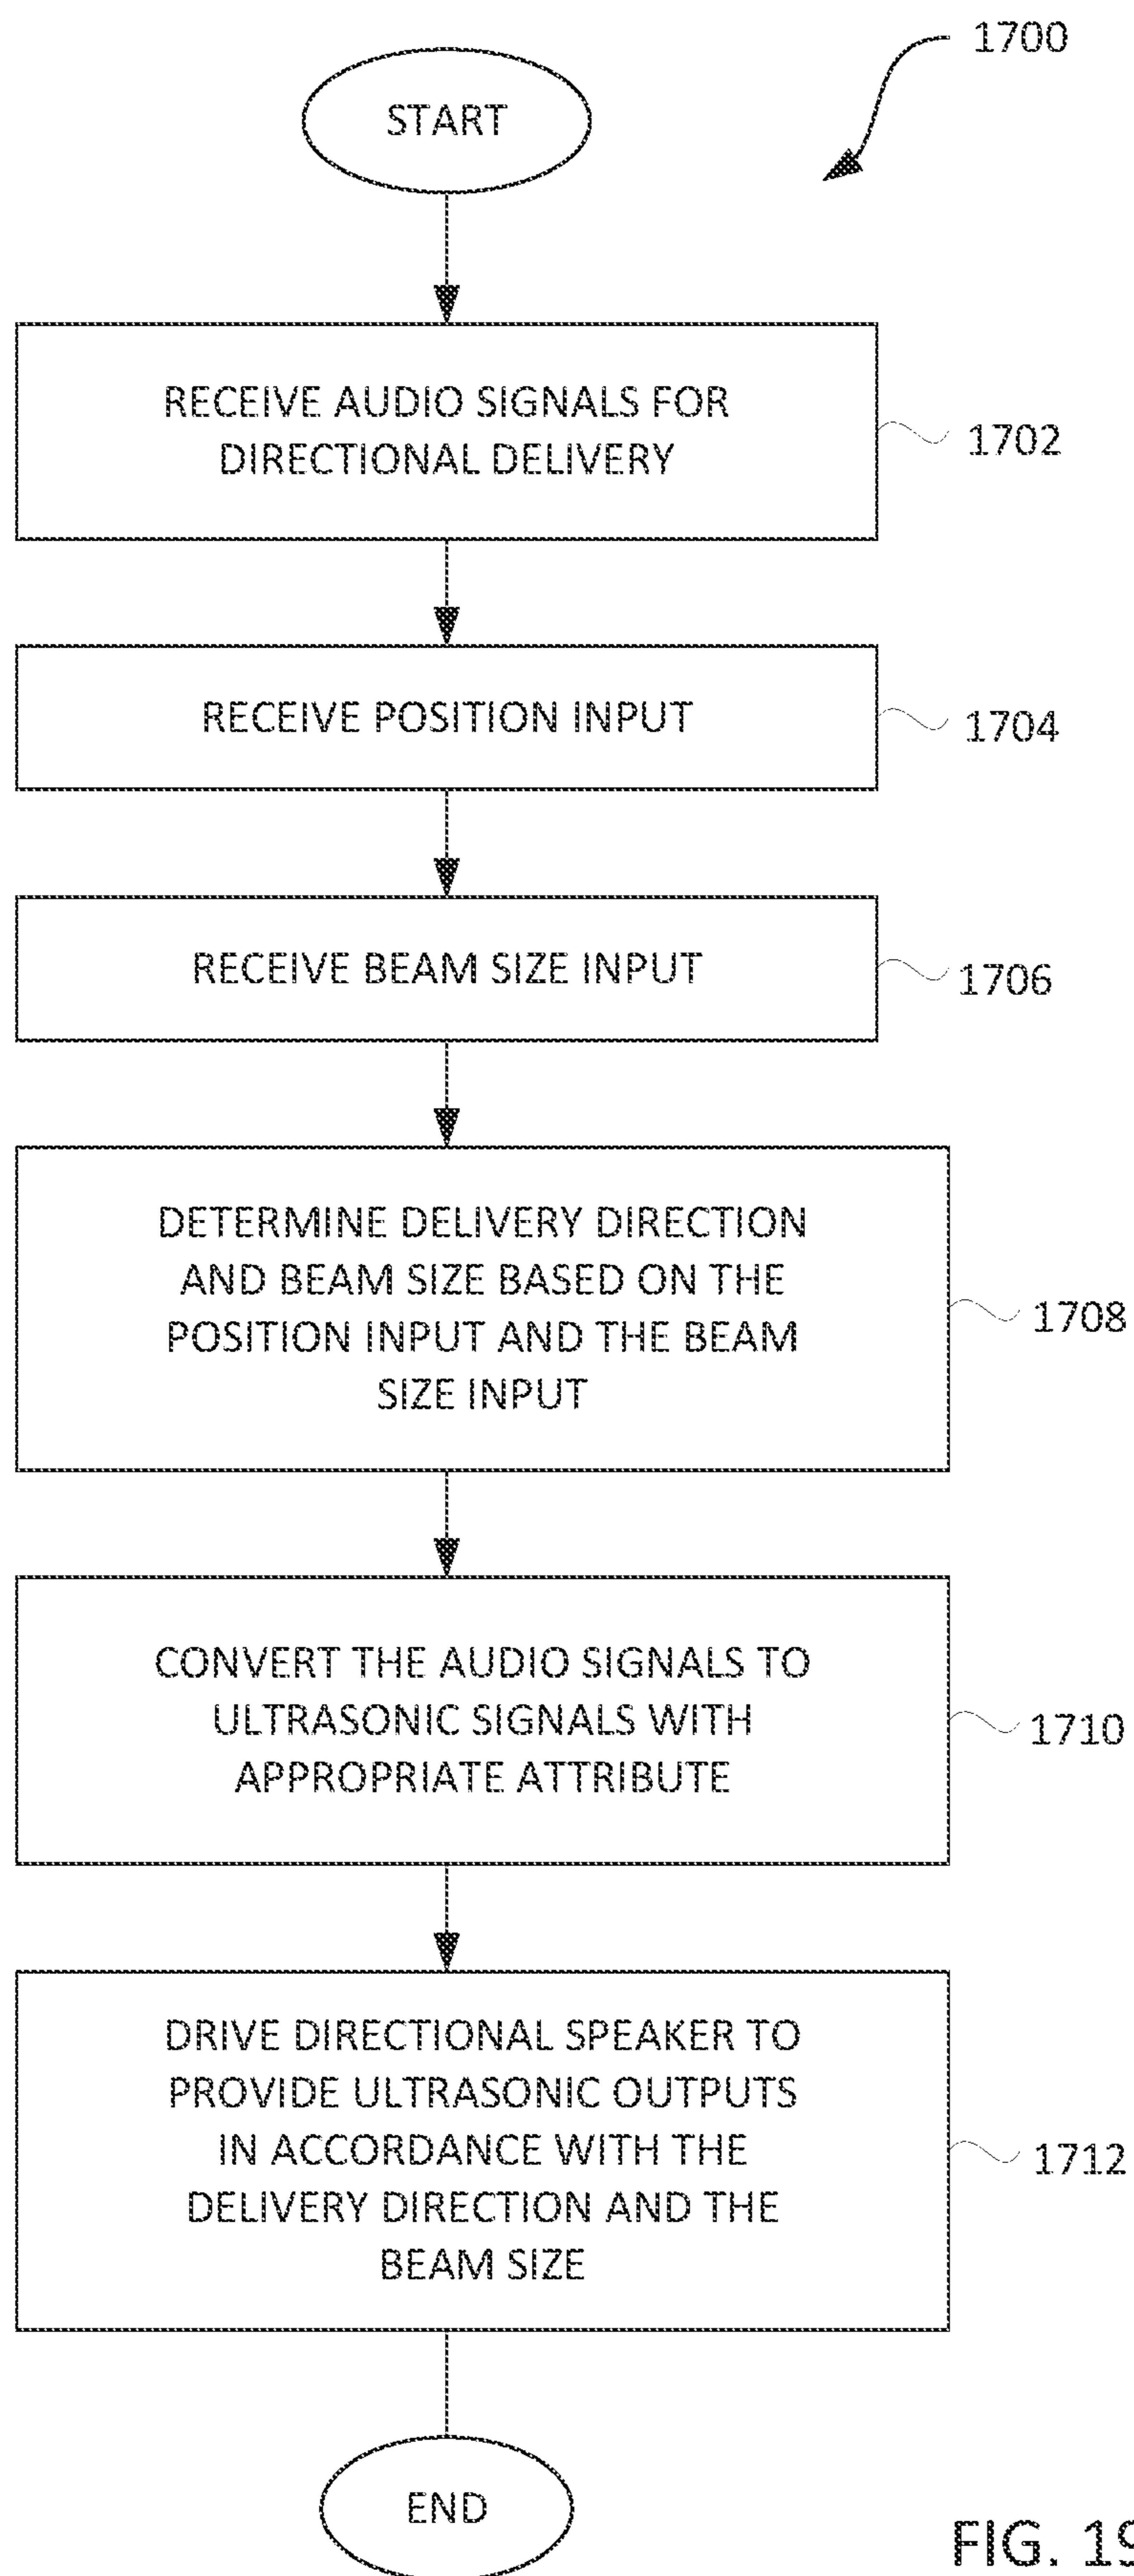 1700
START
RECEIVE AUDIO SIGNALS FOR
DIRECTIONAL DELIVERY
1702
RECEIVE POSITION INPUT
1704
RECEIVE BEAM SIZE INPUT
1706
DETERMINE DELIVERY DIRECTION
AND BEAM SIZE BASED ON THE
POSITION INPUT AND THE BEAM
SIZE INPUT
1708
CONVERT THE AUDIO SIGNALS TO
ULTRASONIC SIGNALS WITH
APPROPRIATE ATTRIBUTE
1710
DRIVE DIRECTIONAL SPEAKER TO
PROVIDE ULTRASONIC OUTPUTS
IN ACCORDANCE WITH THE
DELIVERY DIRECTION AND THE
BEAM SIZE
1712
END
FIG. 19